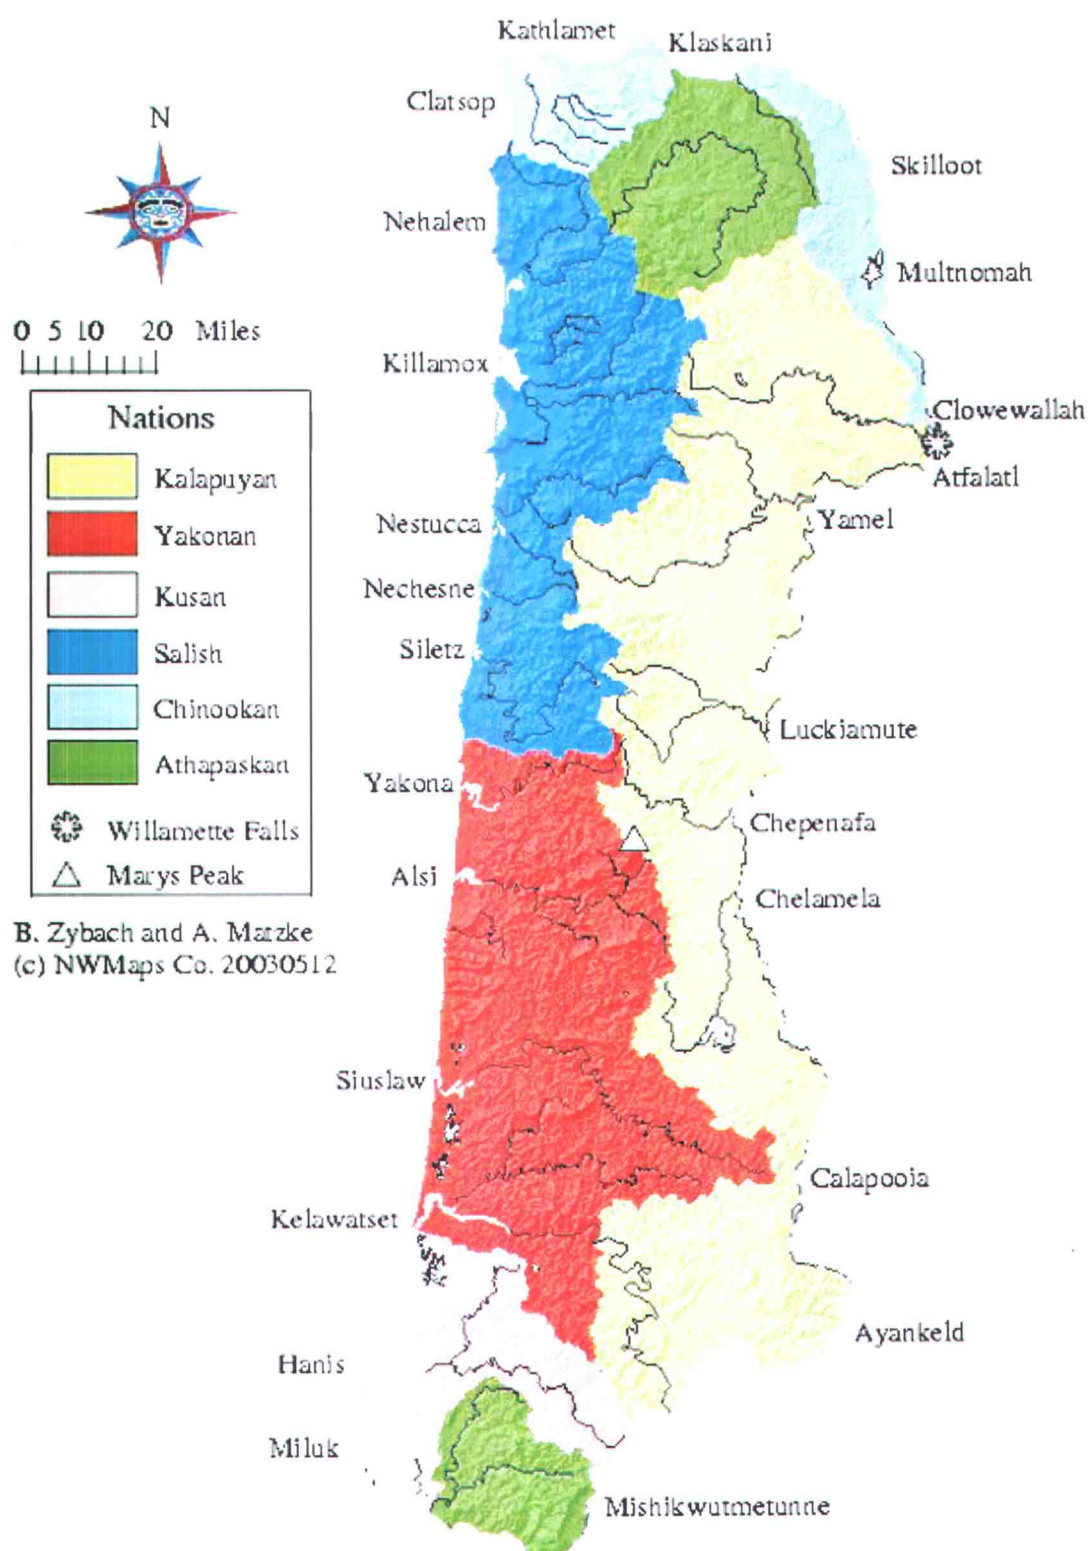 Kathlamet
Klaskani
Clatsop
N
Skilloot
Nehalem
Multnomah
0 5 10 20 Miles
Killamox
Nations
Kalapuyan
Yakonan
Kusan
Salish
Chinookan
Athapaskan
Willamette Falls
Marys Peak
B. Zybach and A. Matzke
(c) NWMaps Co. 20030512
Clowewallah
Atfalatl
Nestucca
Yamel
Nechesne
Siletz
Luckiamute
Yakona
Chepenafa
Alsi
Chelamela
Siuslaw
Calapooia
Kelawatset
Ayankeld
Hanis
Miluk
Mishikwutmetunne